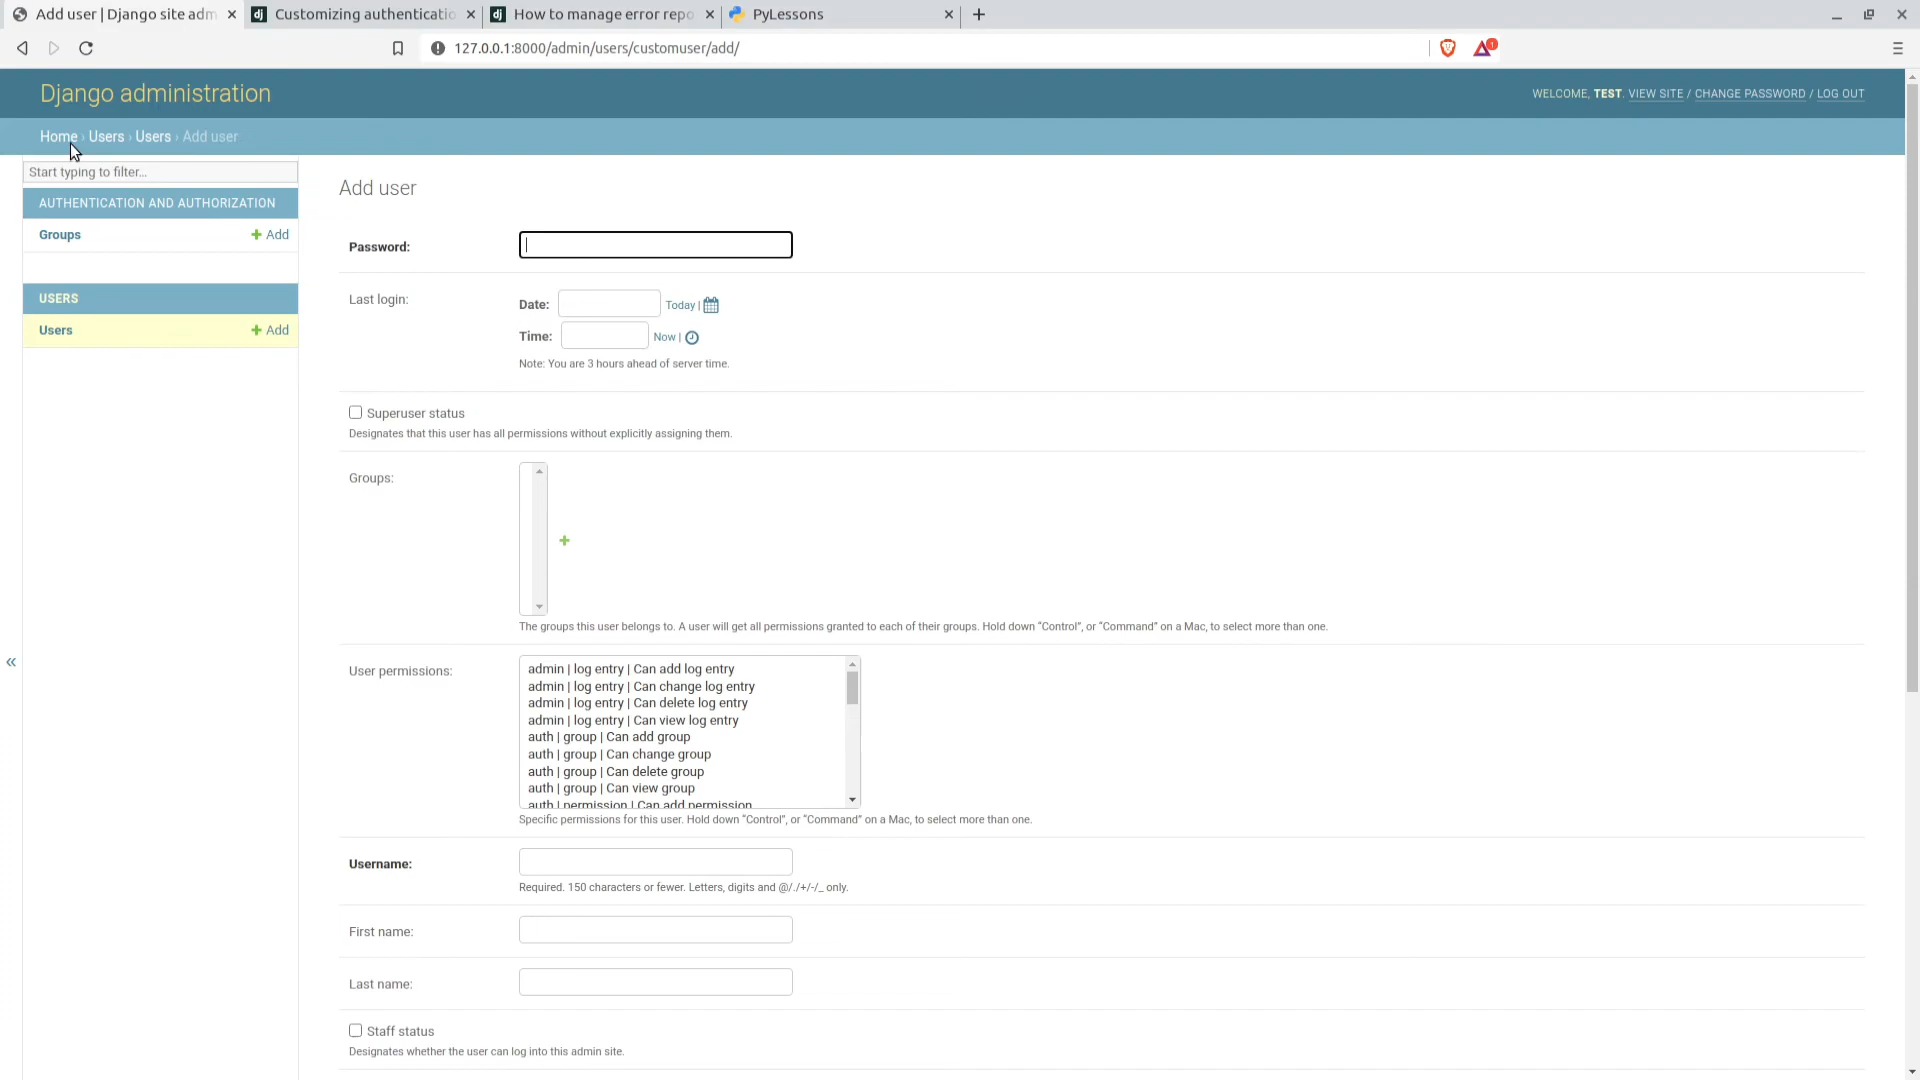 Add user | Django site adm
Customizing authenticatio
How to manage error repo
PyLessons
127.0.0.1:8000/admin/users/customuser/add/
1
Django administration
WELCOME, TEST. VIEW SITE / CHANGE PASSWORD / LOG OUT
Home › Users › Users › Add user
Start typing to filter...
AUTHENTICATION AND AUTHORIZATION
Groups
Add
USERS
Users
Add
Add user
Password:
Last login:
Date:
Today |
Time:
Now |
Note: You are 3 hours ahead of server time.
Superuser status
Designates that this user has all permissions without explicitly assigning them.
Groups:
The groups this user belongs to. A user will get all permissions granted to each of their groups. Hold down “Control”, or “Command” on a Mac, to select more than one.
User permissions:
admin | log entry | Can add log entry
admin | log entry | Can change log entry
admin | log entry | Can delete log entry
admin | log entry | Can view log entry
auth | group | Can add group
auth | group | Can change group
auth | group | Can delete group
auth | group | Can view group
auth | permission | Can add permission
Specific permissions for this user. Hold down “Control”, or “Command” on a Mac, to select more than one.
Username:
Required. 150 characters or fewer. Letters, digits and @/./+/-/_ only.
First name:
Last name:
Staff status
Designates whether the user can log into this admin site.